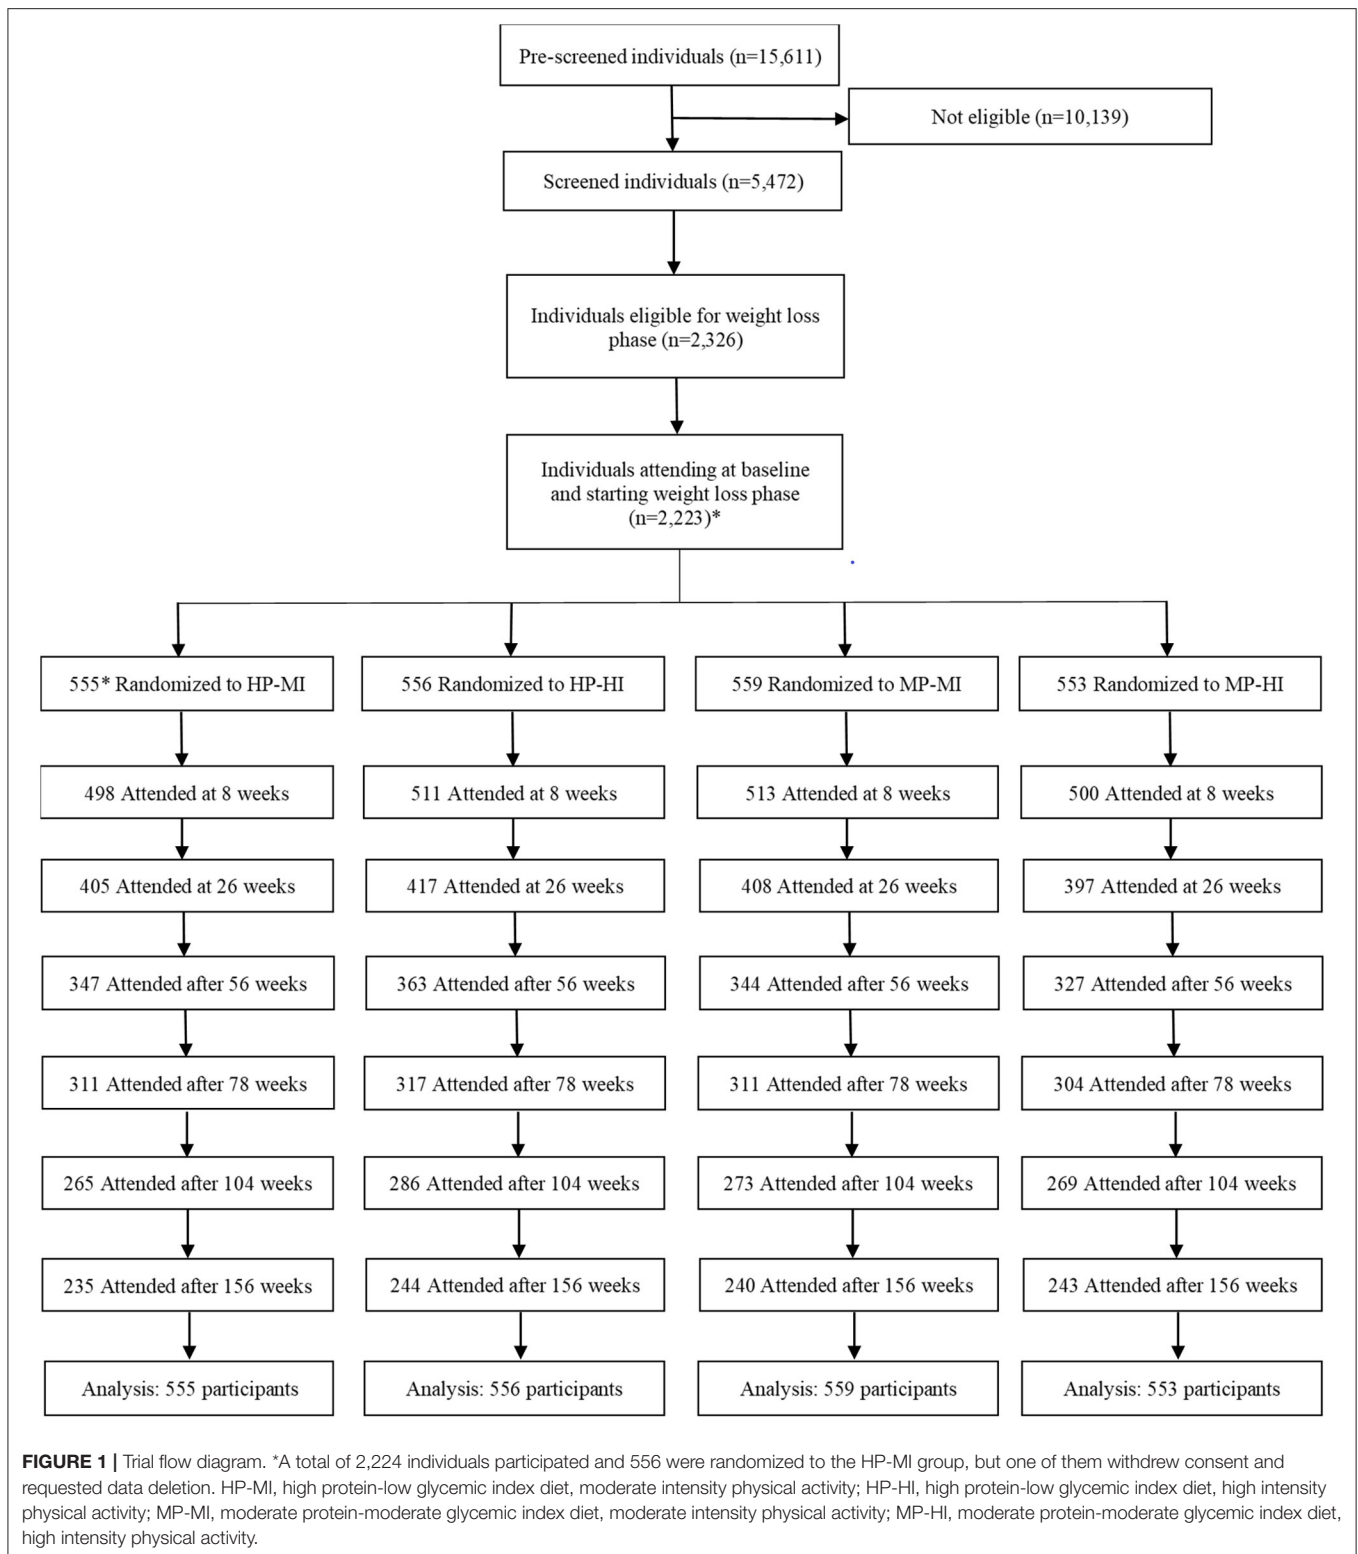 Pre-screened individuals (n=15,611)
Not eligible (n=10,139)
Screened individuals (n=5,472)
Individuals eligible for weight loss
phase (n=2,326)
Individuals attending at baseline
and starting weight loss phase
(n=2,223)*
555* Randomized to HP-MI
556 Randomized to HP-HI
559 Randomized to MP-MI
553 Randomized to MP-HI
498 Attended at 8 weeks
511 Attended at 8 weeks
513 Attended at 8 weeks
500 Attended at 8 weeks
405 Attended at 26 weeks
417 Attended at 26 weeks
408 Attended at 26 weeks
397 Attended at 26 weeks
347 Attended after 56 weeks
363 Attended after 56 weeks
344 Attended after 56 weeks
327 Attended after 56 weeks
311 Attended after 78 weeks
317 Attended after 78 weeks
311 Attended after 78 weeks
304 Attended after 78 weeks
265 Attended after 104 weeks
286 Attended after 104 weeks
273 Attended after 104 weeks
269 Attended after 104 weeks
235 Attended after 156 weeks
244 Attended after 156 weeks
240 Attended after 156 weeks
243 Attended after 156 weeks
Analysis: 555 participants
Analysis: 556 participants
Analysis: 559 participants
Analysis: 553 participants
FIGURE 1 | Trial flow diagram. *A total of 2,224 individuals participated and 556 were randomized to the HP-MI group, but one of them withdrew consent and
requested data deletion. HP-MI, high protein-low glycemic index diet, moderate intensity physical activity; HP-HI, high protein-low glycemic index diet, high intensity
physical activity; MP-MI, moderate protein-moderate glycemic index diet, moderate intensity physical activity; MP-HI, moderate protein-moderate glycemic index diet,
high intensity physical activity.